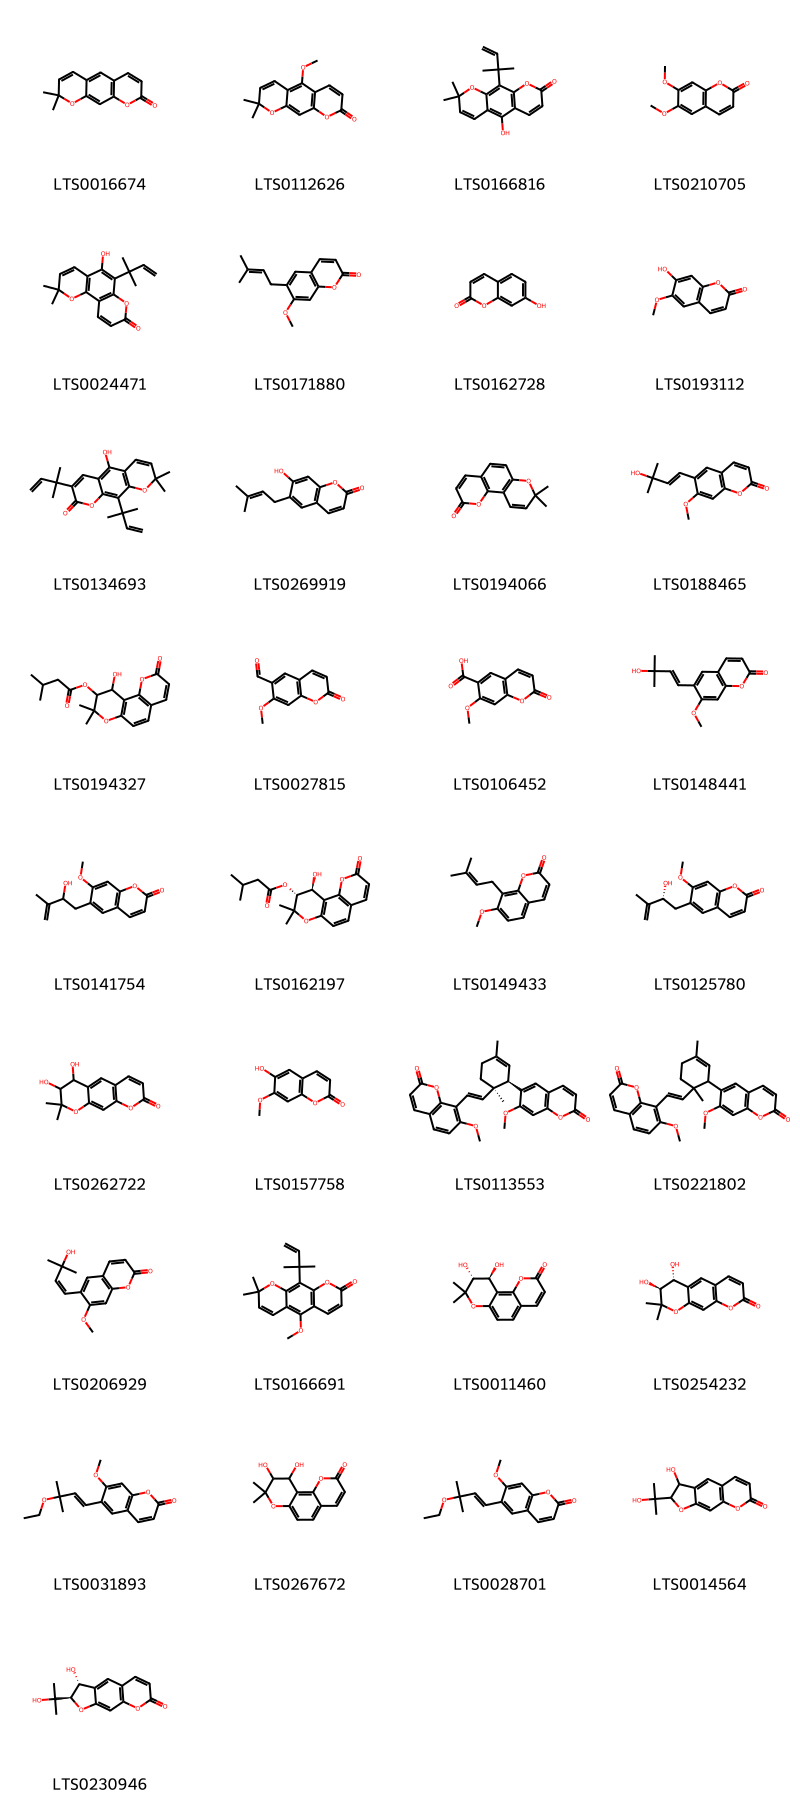 LTS0016674 LTS0112626 LTS0166816 LTS0210705
LTS0024471 LTS0171880 LTS0162728 LTS0193112
LTS0134693 LTS0269919 LTS0194066 LTS0188465
LTS0194327 LTS0027815 LTS0106452 LTS0148441
LTS0141754 LTS0162197 LTS0149433 LTS0125780
LTS0262722 LTS0157758 LTS0113553 LTS0221802
LTS0206929 LTS0166691 LTS0011460 LTS0254232
LTS0031893 LTS0267672 LTS0028701 LTS0014564
LTS0230946